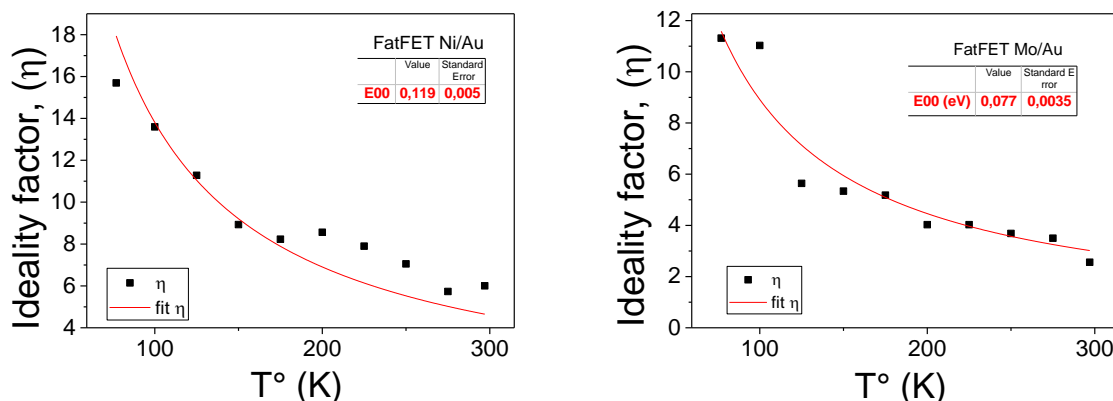 FatFET Ni/Au
Value Standard Error
E00 0,119 0,005
Ideality factor, (η)
18
16
14
12
10
8
6
4
η
fit η
100 200 300
T° (K)
FatFET Mo/Au
Value Standard E
rror
E00 (eV) 0,077 0,0035
Ideality factor, (η)
12
10
8
6
4
2
0
η
fit η
100 200 300
T° (K)